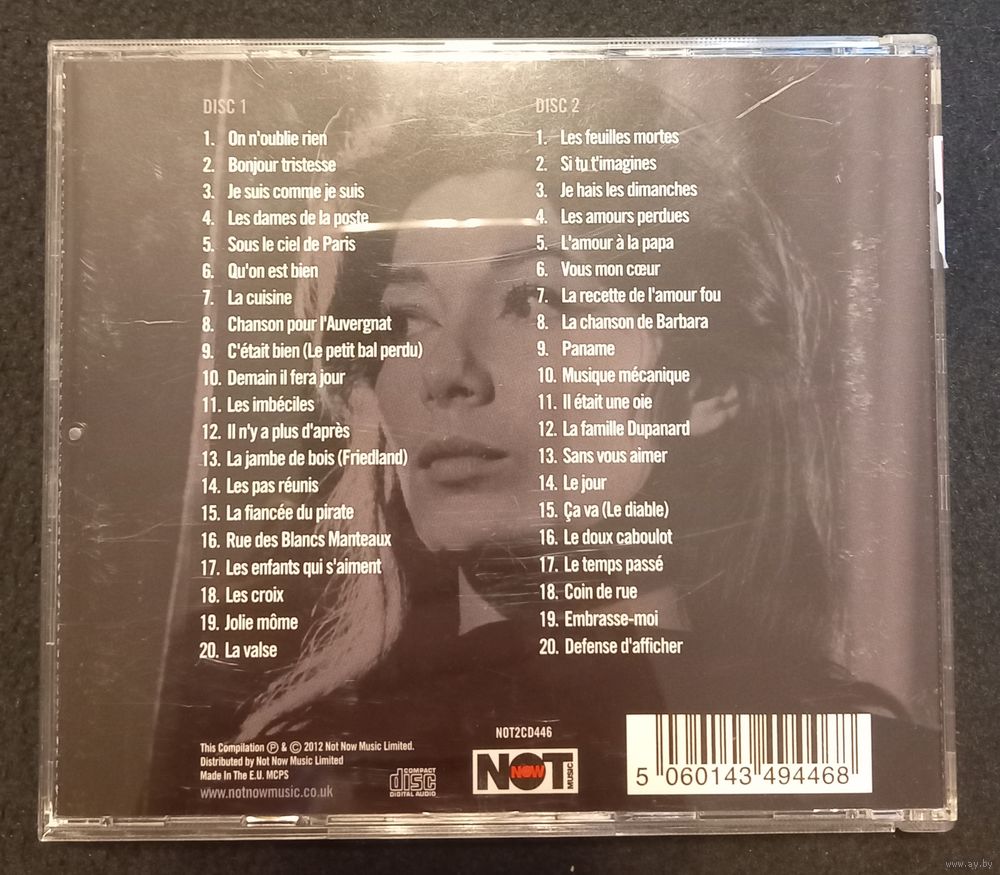 DISC 1
1. On n'oublie rien
2. Bonjour tristesse
3. Je suis comme je suis
4. Les dames de la poste
5. Sous le ciel de Paris
6. Qu'on est bien
7. La cuisine
8. Chanson pour l'Auvergnat
9. C'était bien (Le petit bal perdu)
10. Demain il fera jour
11. Les imbéciles
12. Il n'y a plus d'après
13. La jambe de bois (Friedland)
14. Les pas réunis
15. La fiancée du pirate
16. Rue des Blancs Manteaux
17. Les enfants qui s'aiment
18. Les croix
19. Jolie môme
20. La valse
DISC 2
1. Les feuilles mortes
2. Si tu t'imagines
3. Je hais les dimanches
4. Les amours perdues
5. L'amour à la papa
6. Vous mon cœur
7. La recette de l'amour fou
8. La chanson de Barbara
9. Paname
10. Musique mécanique
11. Il était une oie
12. La famille Dupanard
13. Sans vous aimer
14. Le jour
15. Ça va (Le diable)
16. Le doux caboulot
17. Le temps passé
18. Coin de rue
19. Embrasse-moi
20. Defense d'afficher
This Compilation ℗ & © 2012 Not Now Music Limited.
Distributed by Not Now Music Limited
Made In The E.U. MCPS
www.notnowmusic.co.uk
COMPACT
disc
DIGITAL AUDIO
NOT2CD446
NOT NOW MUSIC
5 060143 494468
www.ay.by